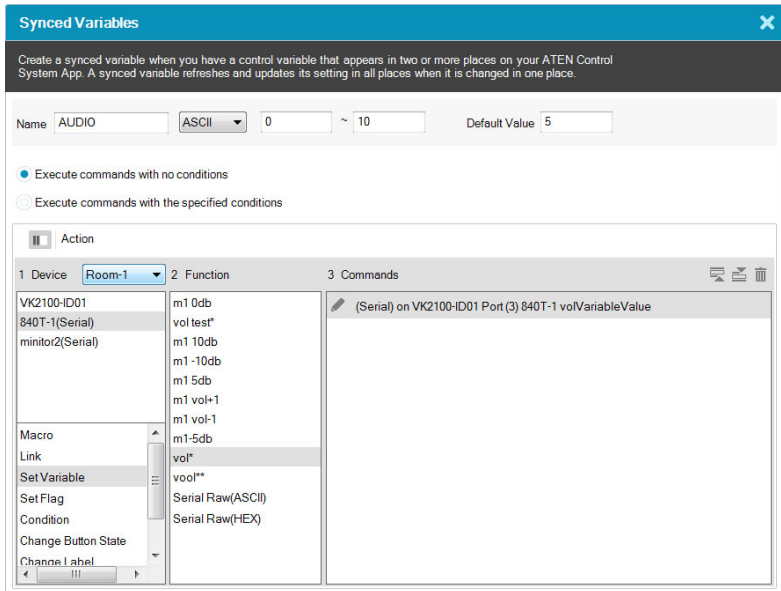 Synced Variables
Create a synced variable when you have a control variable that appears in two or more places on your ATEN Control
System App. A synced variable refreshes and updates its setting in all places when it is changed in one place.
Name AUDIO ASCII 0 ~ 10 Default Value 5
Execute commands with no conditions
Execute commands with the specified conditions
Action
1 Device Room-1 2 Function 3 Commands
VK2100-ID01
840T-1(Serial)
minitor2(Serial)
Macro
Link
Set Variable
Set Flag
Condition
Change Button State
Change Label
m1 0db
vol test*
m1 10db
m1 -10db
m1 5db
m1 vol+1
m1 vol-1
m1-5db
vol*
vool**
Serial Raw(ASCII)
Serial Raw(HEX)
(Serial) on VK2100-ID01 Port (3) 840T-1 volVariableValue